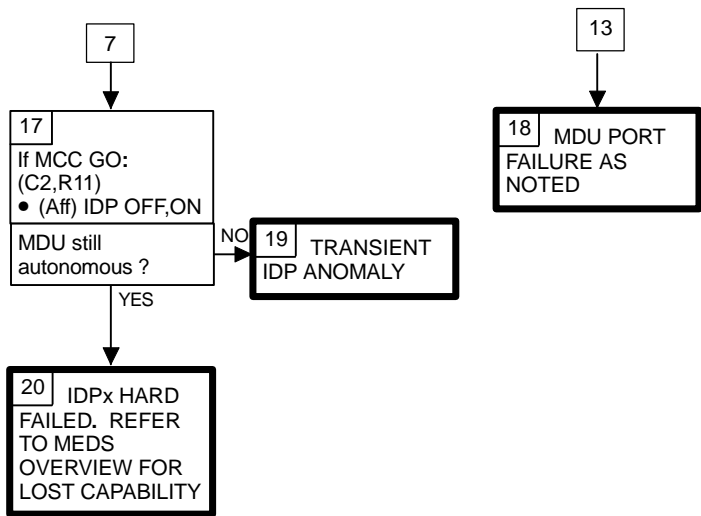 7
17
If MCC GO:
(C2,R11)
• (Aff) IDP OFF,ON
MDU still
autonomous ?
NO
YES
19 TRANSIENT
IDP ANOMALY
20 IDPx HARD
FAILED. REFER
TO MEDS
OVERVIEW FOR
LOST CAPABILITY
13
18 MDU PORT
FAILURE AS
NOTED